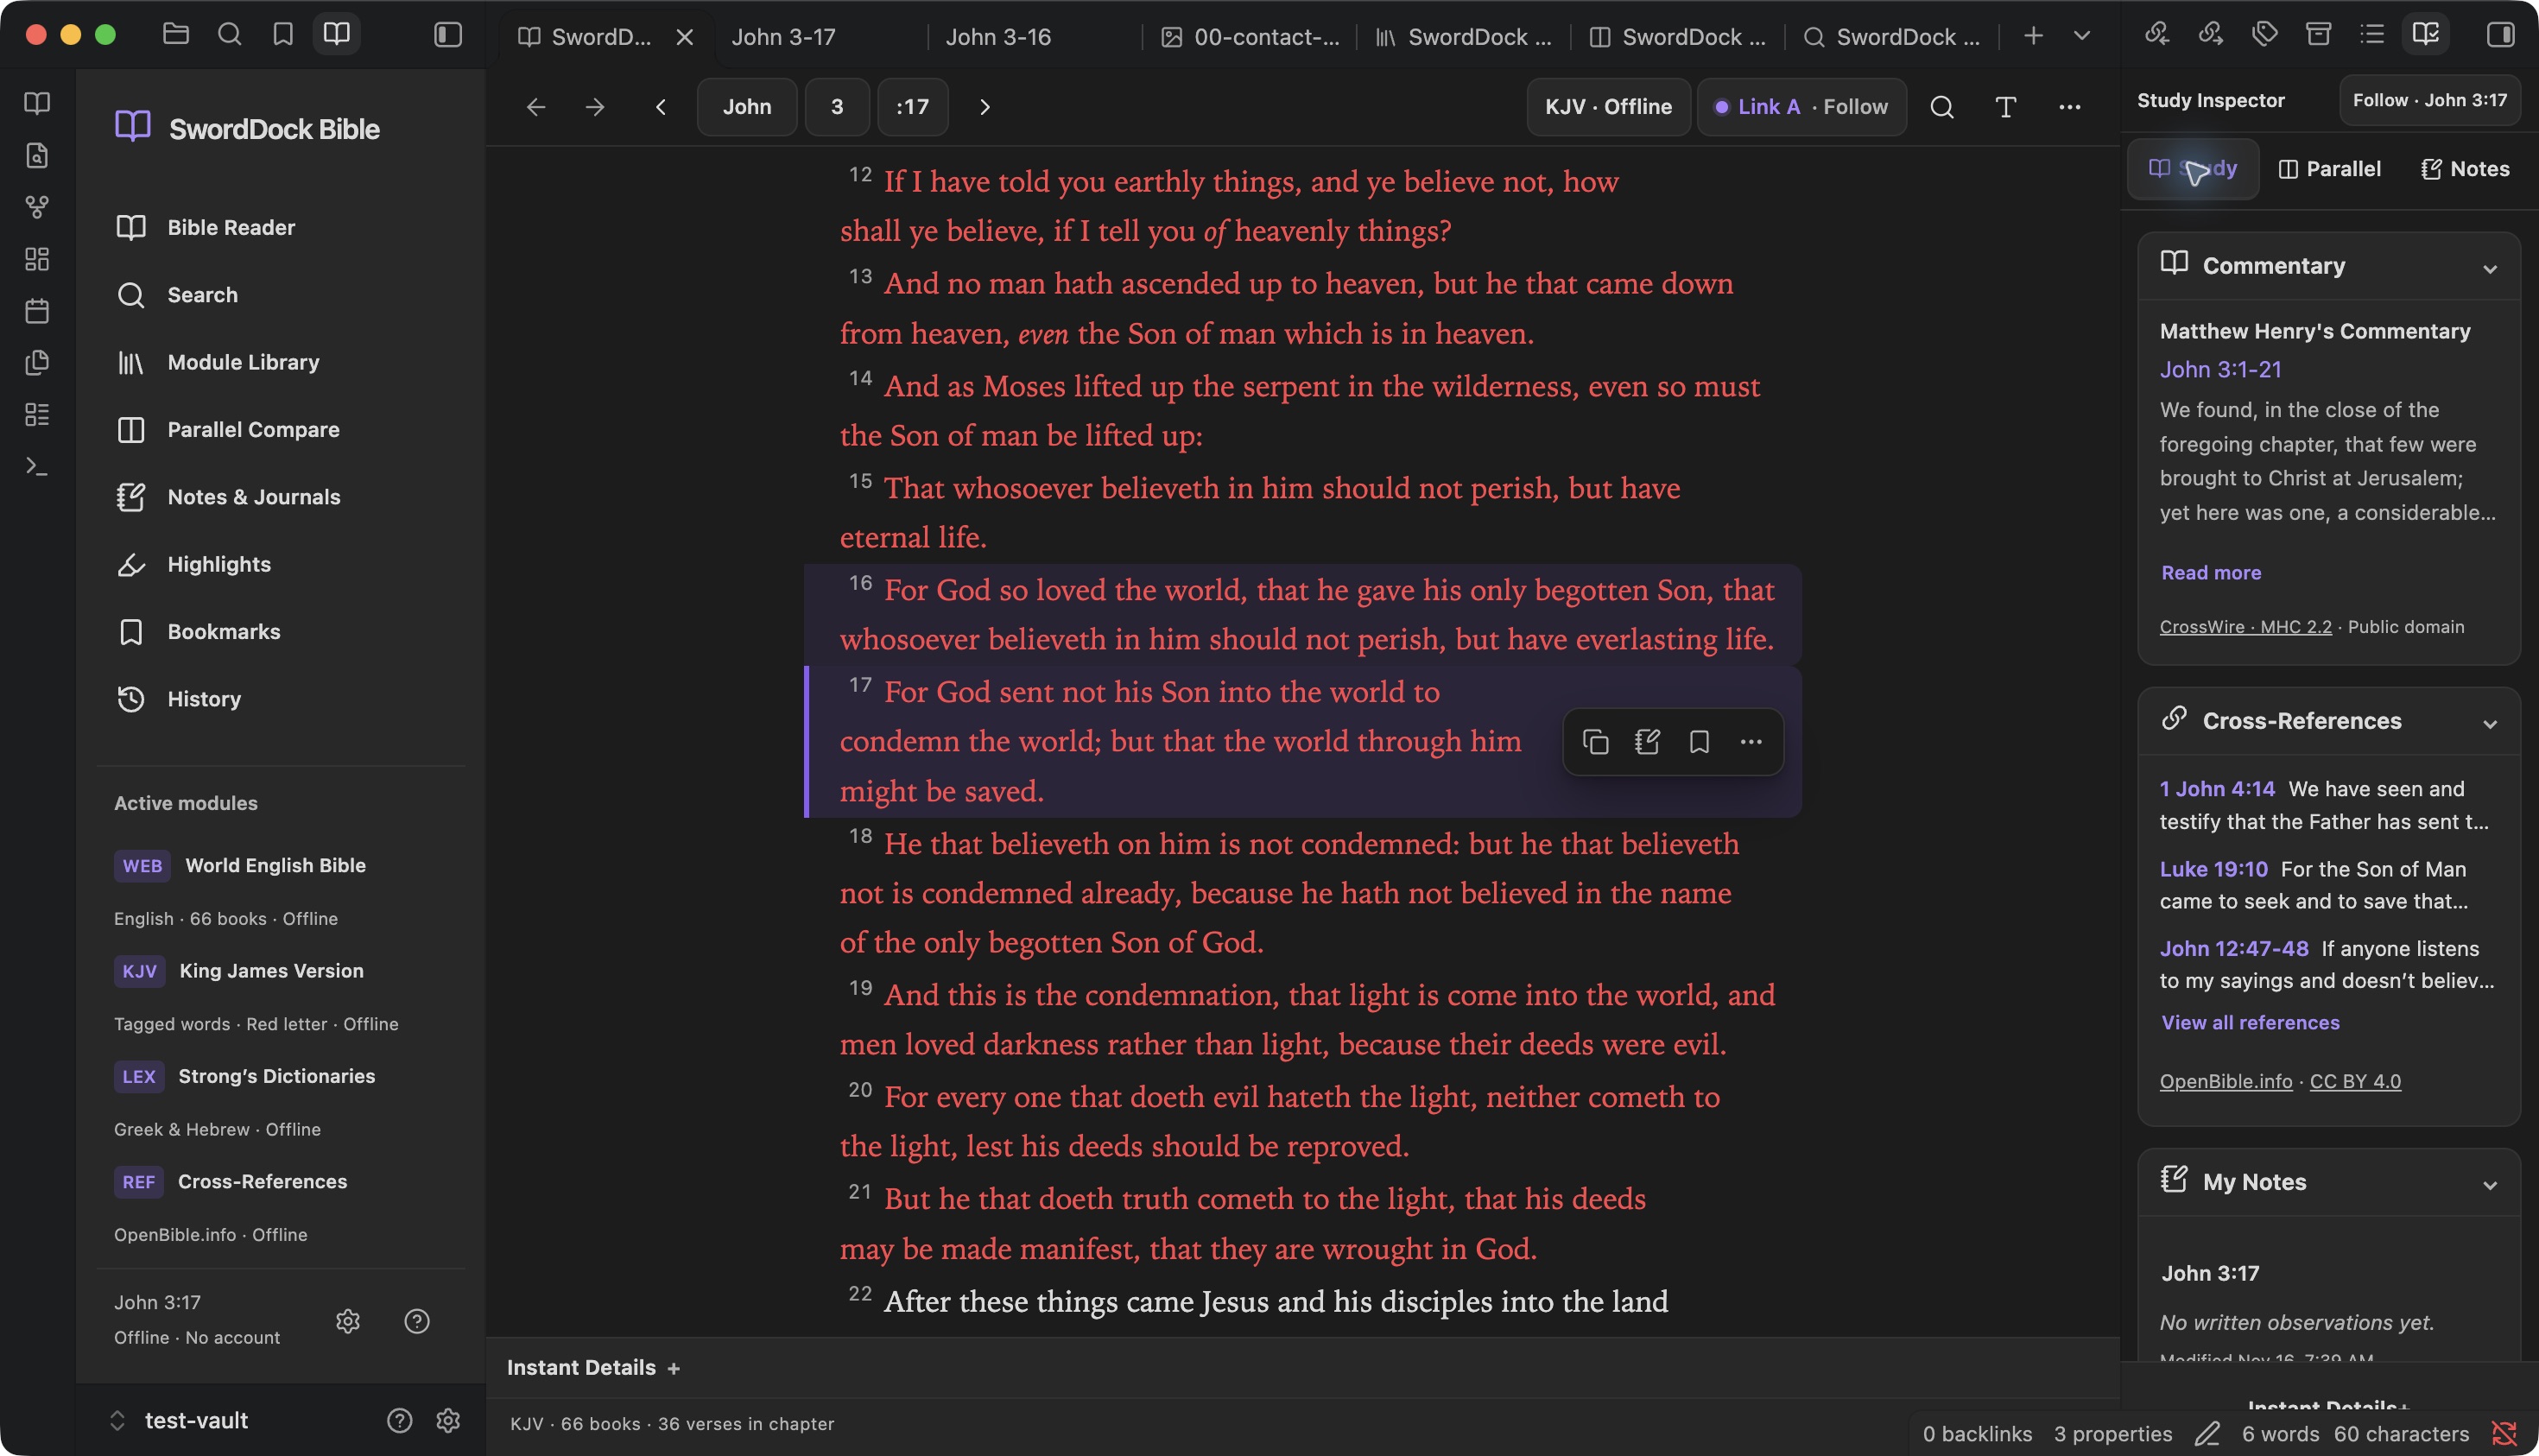 SwordD...
John 3-17
John 3-16
00-contact-...
SwordDock ...
SwordDock ...
SwordDock ...
SwordDock Bible
Bible Reader
Search
Module Library
Parallel Compare
Notes & Journals
Highlights
Bookmarks
History
Active modules
WEB World English Bible
English · 66 books · Offline
KJV King James Version
Tagged words · Red letter · Offline
LEX Strong’s Dictionaries
Greek & Hebrew · Offline
REF Cross-References
OpenBible.info · Offline
John 3:17
Offline · No account
test-vault
John 3 :17
KJV · Offline
Link A · Follow
12 If I have told you earthly things, and ye believe not, how
shall ye believe, if I tell you of heavenly things?
13 And no man hath ascended up to heaven, but he that came down
from heaven, even the Son of man which is in heaven.
14 And as Moses lifted up the serpent in the wilderness, even so must
the Son of man be lifted up:
15 That whosoever believeth in him should not perish, but have
eternal life.
16 For God so loved the world, that he gave his only begotten Son, that
whosoever believeth in him should not perish, but have everlasting life.
17 For God sent not his Son into the world to
condemn the world; but that the world through him
might be saved.
18 He that believeth on him is not condemned: but he that believeth
not is condemned already, because he hath not believed in the name
of the only begotten Son of God.
19 And this is the condemnation, that light is come into the world, and
men loved darkness rather than light, because their deeds were evil.
20 For every one that doeth evil hateth the light, neither cometh to
the light, lest his deeds should be reproved.
21 But he that doeth truth cometh to the light, that his deeds
may be made manifest, that they are wrought in God.
22 After these things came Jesus and his disciples into the land
Instant Details +
KJV · 66 books · 36 verses in chapter
Study Inspector
Follow · John 3:17
Parallel
Notes
Commentary
Matthew Henry's Commentary
John 3:1-21
We found, in the close of the
foregoing chapter, that few were
brought to Christ at Jerusalem;
yet here was one, a considerable...
Read more
CrossWire · MHC 2.2 · Public domain
Cross-References
1 John 4:14 We have seen and
testify that the Father has sent t...
Luke 19:10 For the Son of Man
came to seek and to save that...
John 12:47-48 If anyone listens
to my sayings and doesn’t believ...
View all references
OpenBible.info · CC BY 4.0
My Notes
John 3:17
No written observations yet.
Modified Nov 16, 7:39 AM
Instant Details+
0 backlinks 3 properties 6 words 60 characters